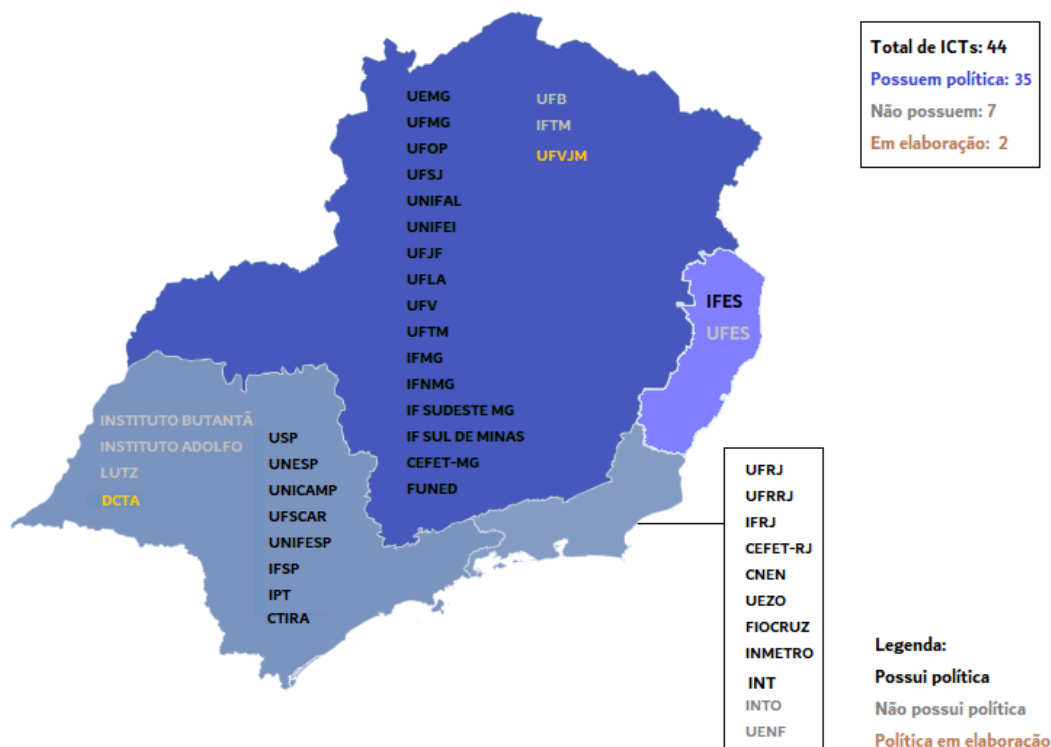 Total de ICTs: 44
Possuem política: 35
Não possuem: 7
Em elaboração: 2
UEMG
UFMG
UFOP
UFSJ
UNIFAL
UNIFEI
UFJF
UFLA
UFV
UFTM
IFMG
IFNMG
IF SUDESTE MG
IF SUL DE MINAS
CEFET-MG
FUNED
UFB
IFTM
UFVJM
IFES
UFES
INSTITUTO BUTANTÃ
INSTITUTO ADOLFO
LUTZ
DCTA
USP
UNESP
UNICAMP
UFSCAR
UNIFESP
IFSP
IPT
CTIRA
UFRJ
UFRRJ
IFRJ
CEFET-RJ
CNEN
UEZO
FIOCRUZ
INMETRO
INT
INTO
UENF
Legenda:
Possui política
Não possui política
Política em elaboração